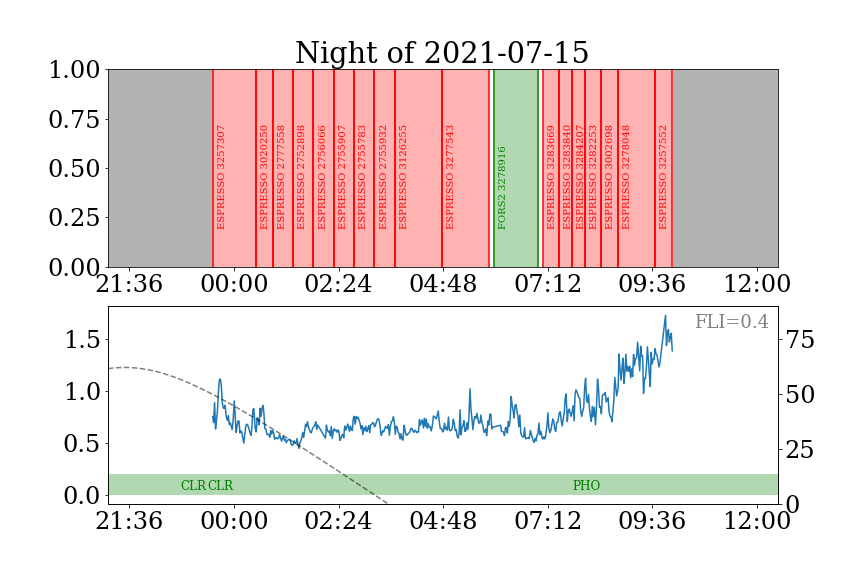 Night of 2021-07-15
1.00
0.75
0.50
0.25
0.00
ESPRESSO 3257307
ESPRESSO 3020250
ESPRESSO 2777558
ESPRESSO 2752898
ESPRESSO 2756066
ESPRESSO 2755907
ESPRESSO 2755783
ESPRESSO 2755932
ESPRESSO 3126255
ESPRESSO 3277543
FORS2 3278916
ESPRESSO 3283669
ESPRESSO 3283840
ESPRESSO 3284207
ESPRESSO 3282253
ESPRESSO 3002698
ESPRESSO 3278048
ESPRESSO 3257552
21:36 00:00 02:24 04:48 07:12 09:36 12:00
FLI=0.4
1.5
1.0
0.5
0.0
75
50
25
0
CLR CLR PHO
21:36 00:00 02:24 04:48 07:12 09:36 12:00